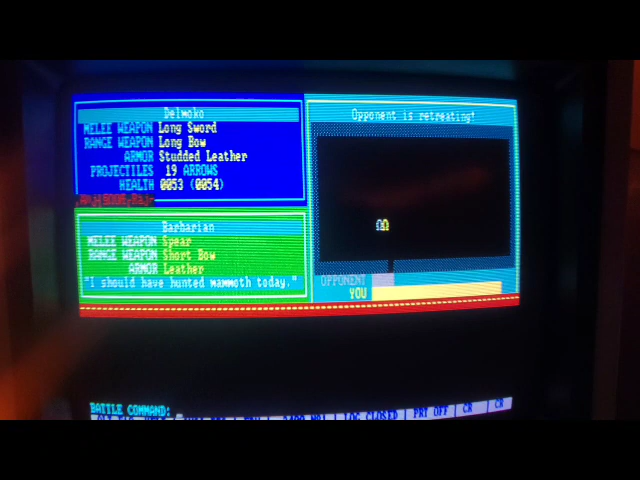 Delmoko
MELEE WEAPON Long Sword
RANGE WEAPON Long Bow
ARMOR Studded Leather
PROJECTILES 19 ARROWS
HEALTH 0053 (0054)
Barbarian
MELEE WEAPON Spear
RANGE WEAPON Short Bow
ARMOR Leather
"I should have hunted mammoth today."
Opponent is retreating!
OPPONENT
YOU
BATTLE COMMAND:
LOG CLOSED | PRT OFF | CR | CR